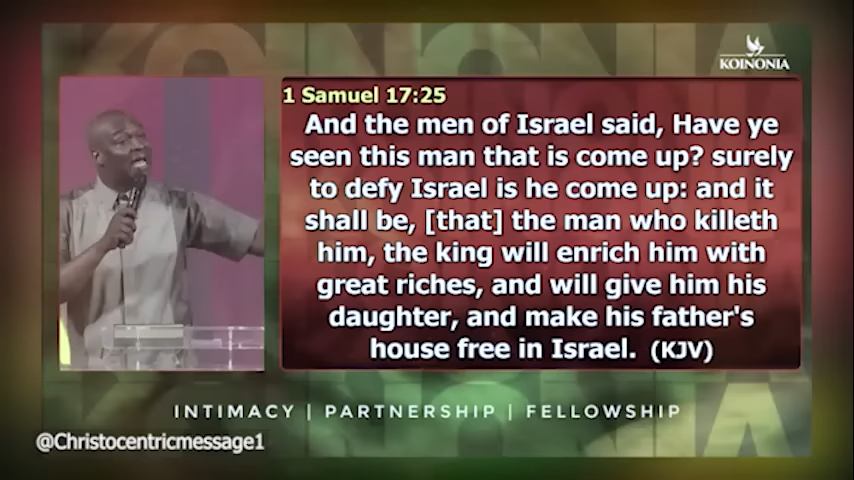 KOINONIA
1 Samuel 17:25
And the men of Israel said, Have ye
seen this man that is come up? surely
to defy Israel is he come up: and it
shall be, [that] the man who killeth
him, the king will enrich him with
great riches, and will give him his
daughter, and make his father's
house free in Israel. (KJV)
INTIMACY | PARTNERSHIP | FELLOWSHIP
@Christocentricmessage1